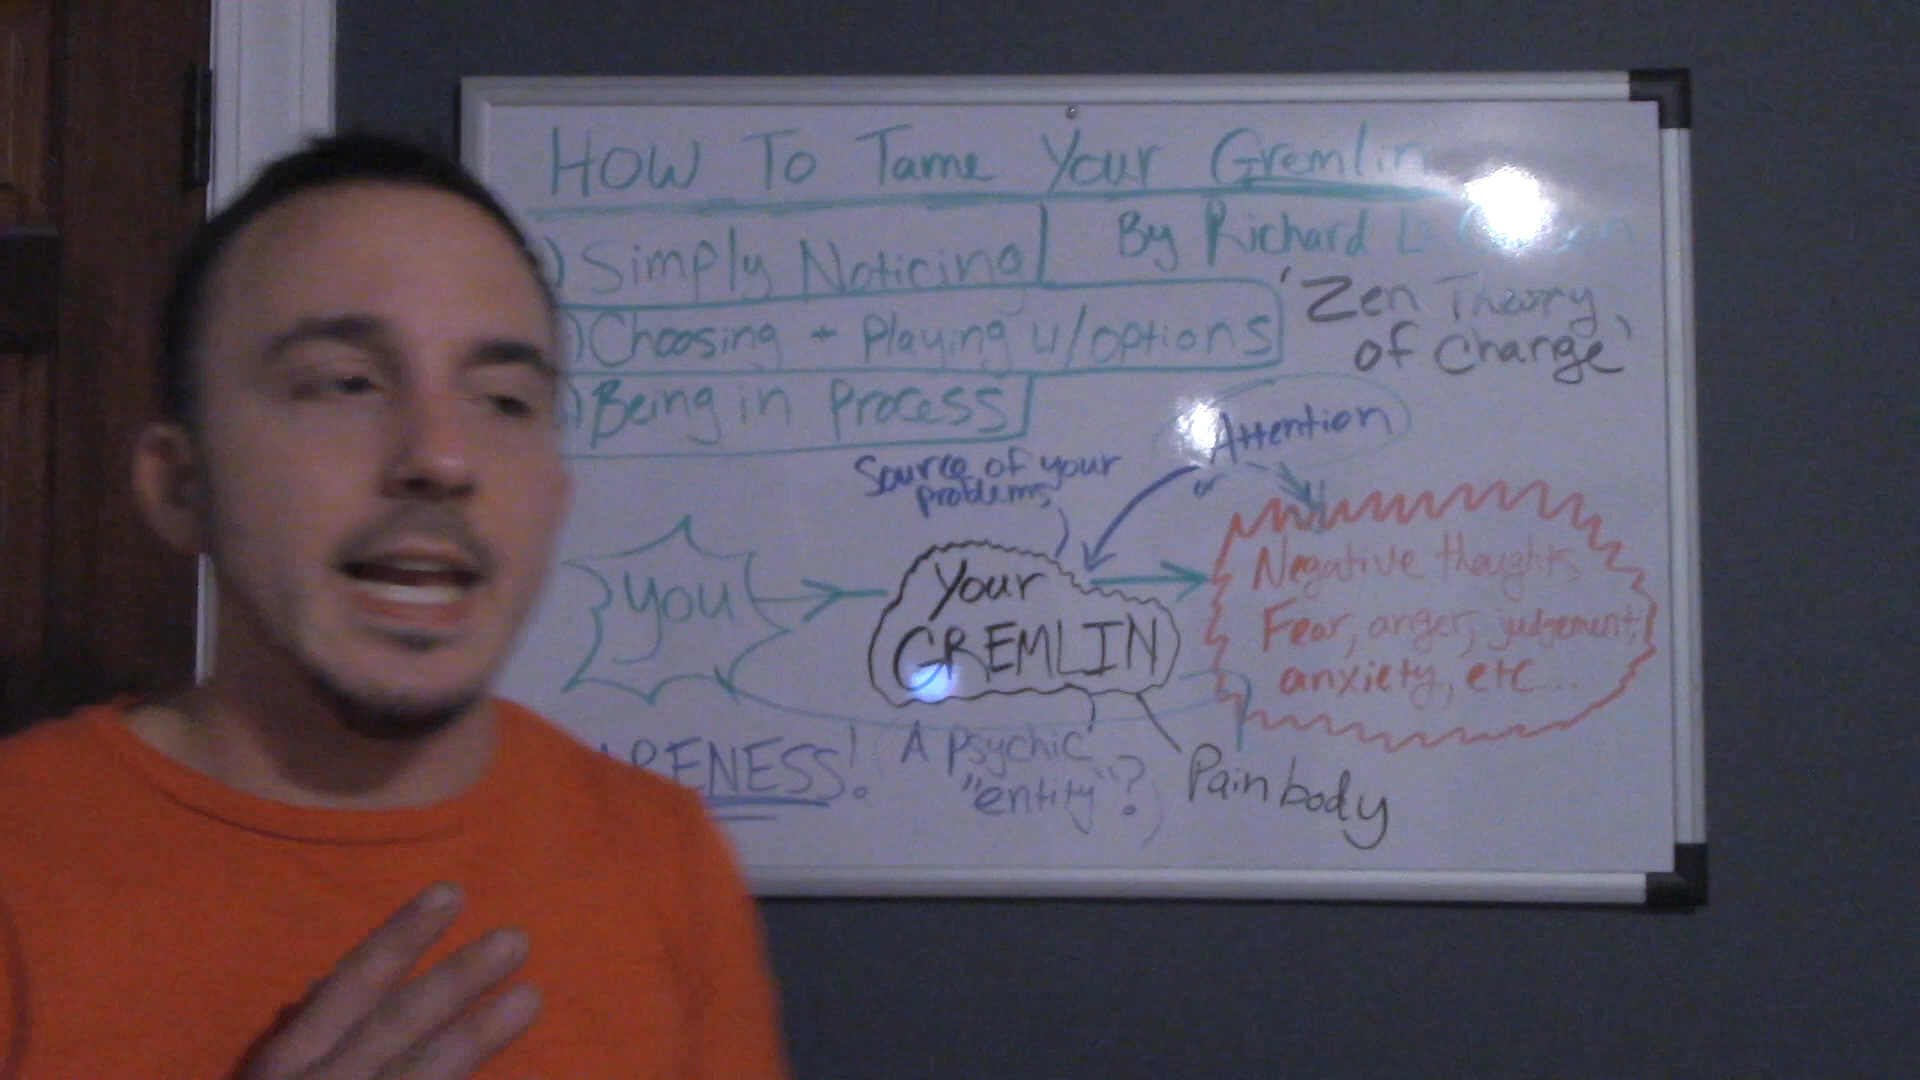 HOW To Tame Your Gremlin
) Simply Noticing
By Richard L
) Choosing + Playing w/options
'Zen Theory
of Change'
) Being in Process
Attention
or
Source of your
problems
you
Your
GREMLIN
Negative thoughts,
Fear, anger, judgement,
anxiety, etc...
RENESS!
(A psychic
"entity"?)
Pain body